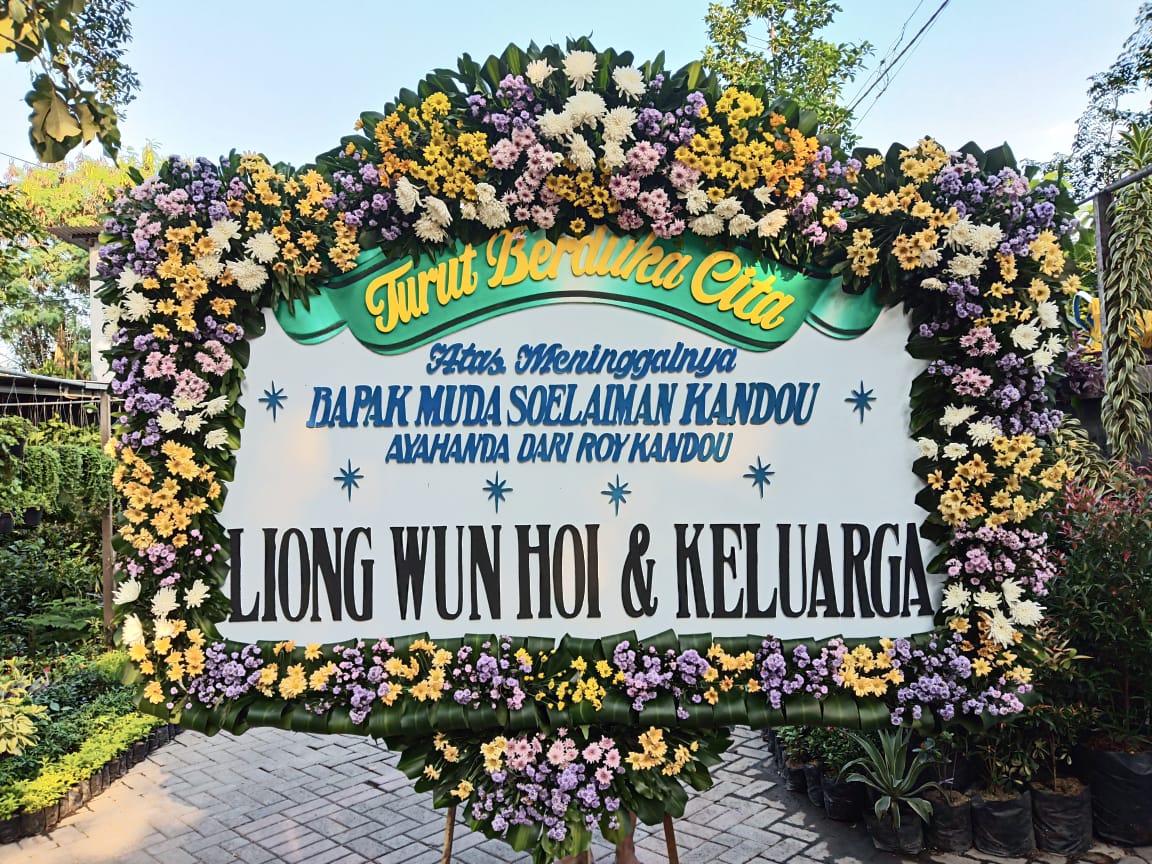 Turut Berduka Cita
Atas Meninggalnya
BAPAK MUDA SOELAIMAN KANDOU
AYAHANDA DARI ROY KANDOU
LIONG WUN HOI & KELUARGA